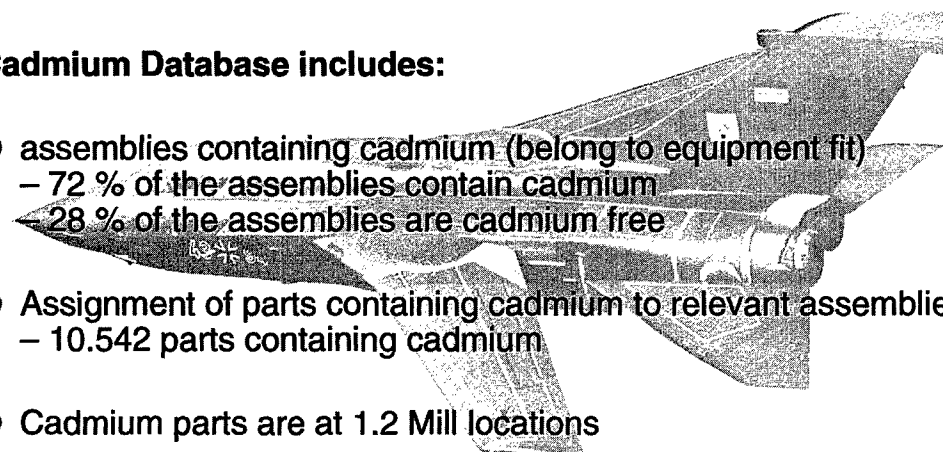 Cadmium Database includes:
assemblies containing cadmium (belong to equipment fit)
– 72 % of the assemblies contain cadmium
– 28 % of the assemblies are cadmium free
Assignment of parts containing cadmium to relevant assemblie
– 10.542 parts containing cadmium
Cadmium parts are at 1.2 Mill locations